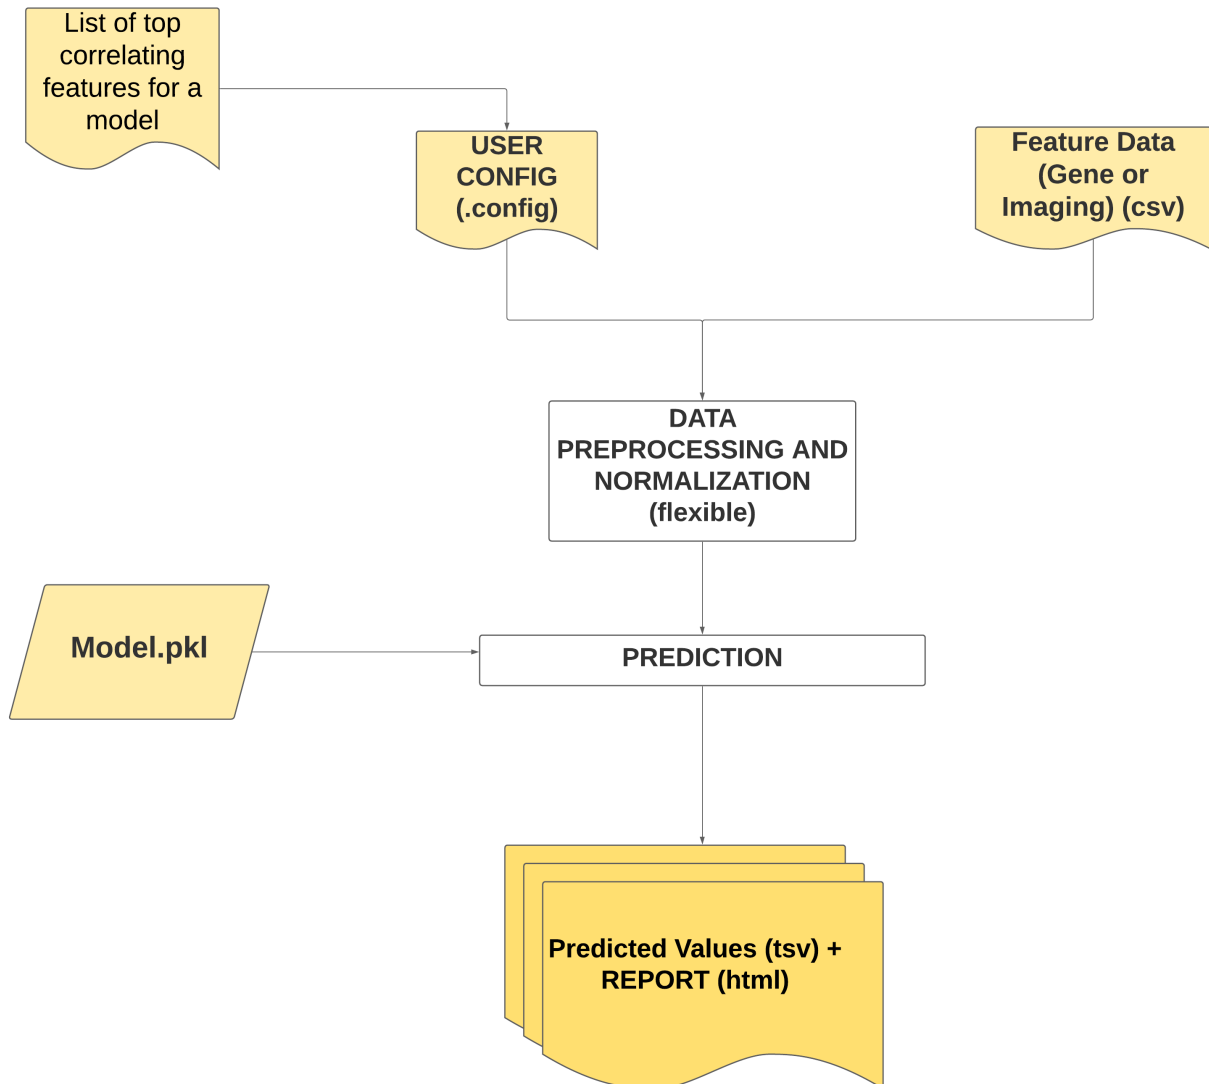 List of top
correlating
features for a
model
USER
CONFIG
(.config)
Feature Data
(Gene or
Imaging) (csv)
DATA
PREPROCESSING AND
NORMALIZATION
(flexible)
Model.pkl
PREDICTION
Predicted Values (tsv) +
REPORT (html)